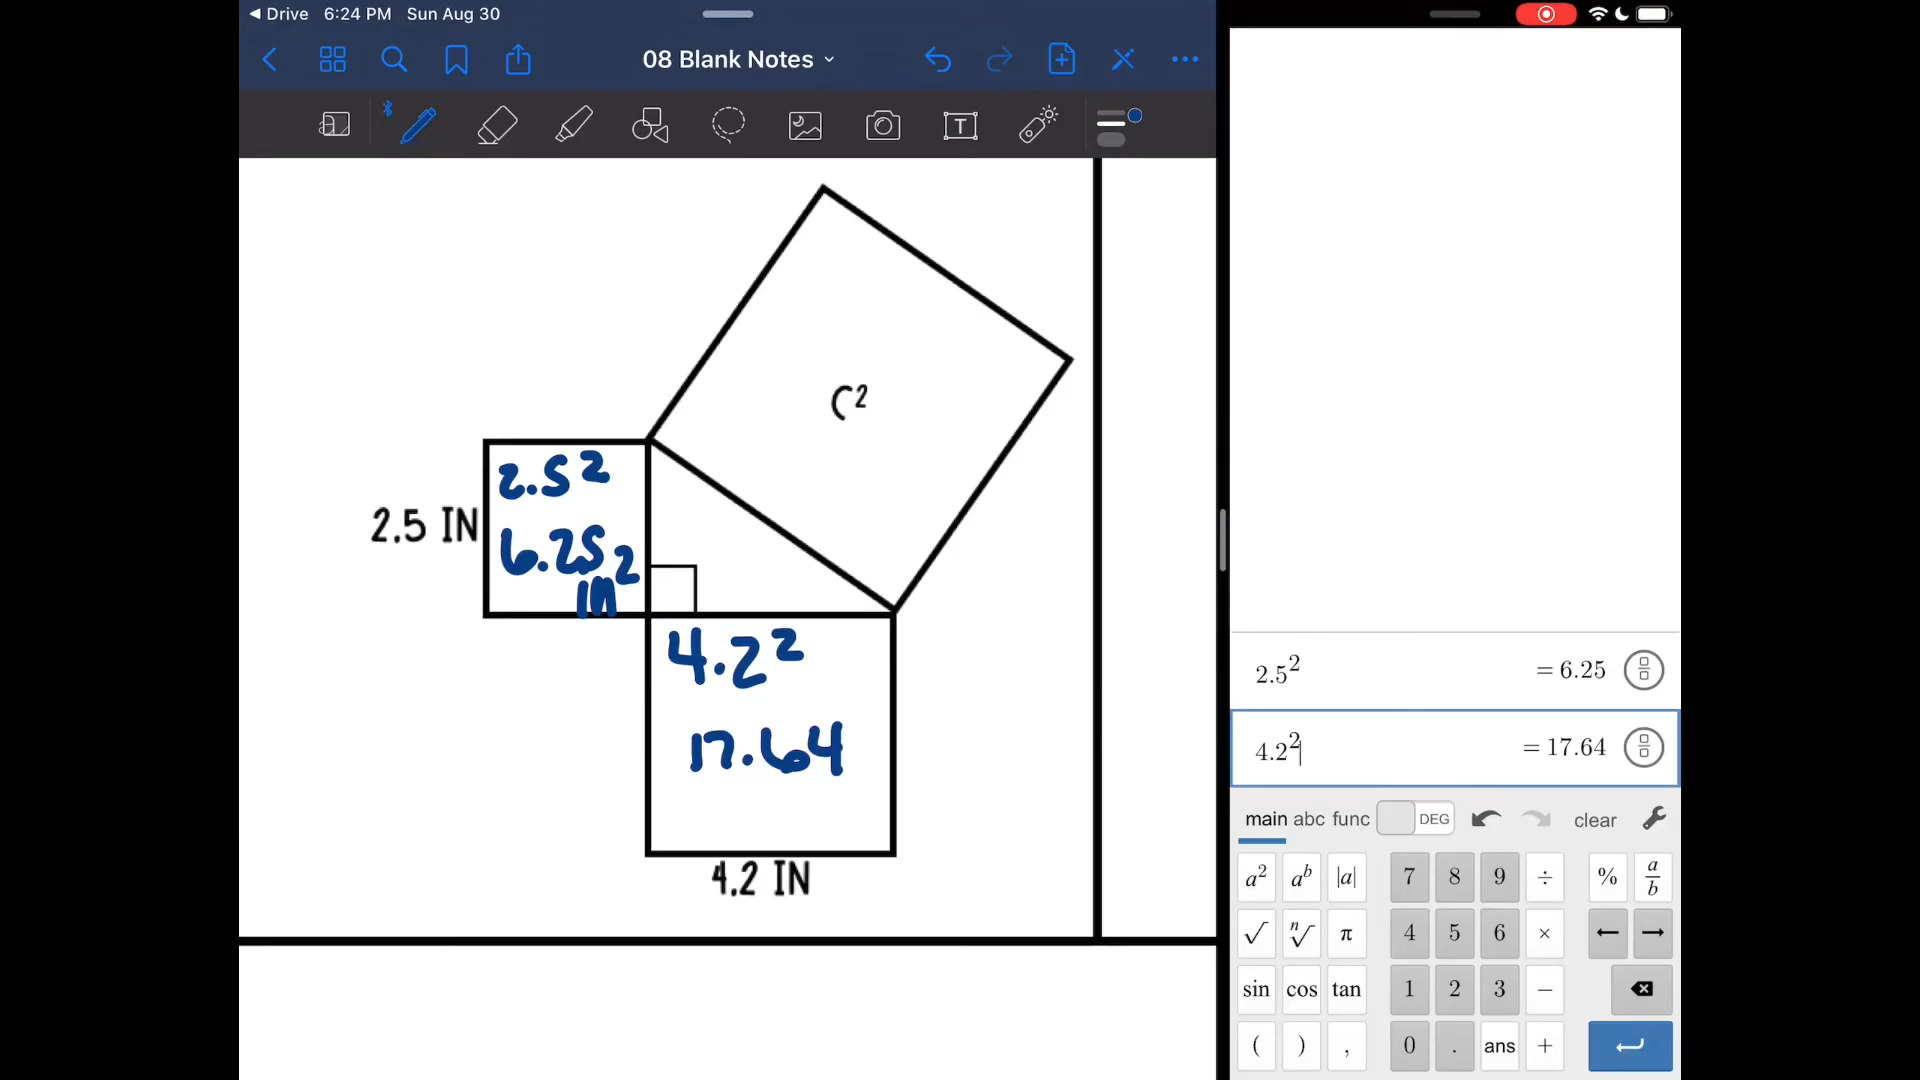 Drive 6:24 PM Sun Aug 30
08 Blank Notes
T
C²
2.5²
2.5 IN
6.25
in²
4.2²
17.64
4.2 IN
2.5² = 6.25
4.2² = 17.64
main abc func DEG clear
a² aᵇ |a| 7 8 9 ÷ % a/b
√ ⁿ√ π 4 5 6 × ← →
sin cos tan 1 2 3 −
( ) , 0 . ans +